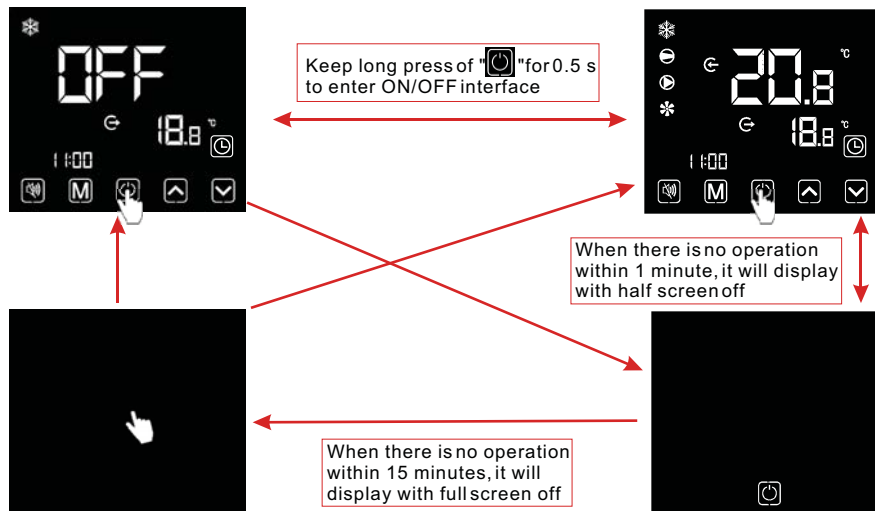 OFF
18.8 °C
11:00
M
Keep long press of " "for 0.5 s
to enter ON/OFF interface
20.8 °C
18.8 °C
11:00
M
When there is no operation
within 1 minute, it will display
with half screen off
When there is no operation
within 15 minutes, it will
display with full screen off